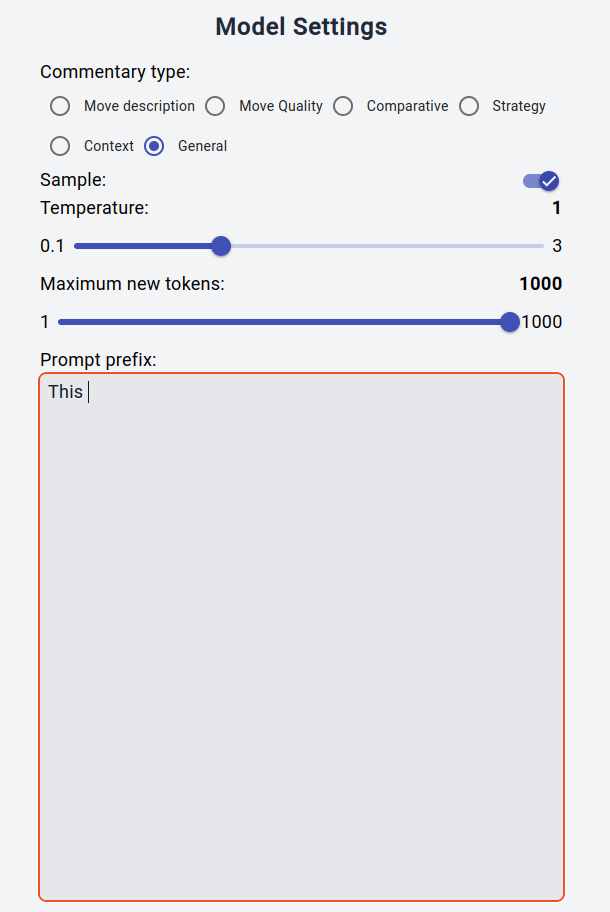 Model Settings
Commentary type:
Move description Move Quality Comparative Strategy
Context General
Sample:
Temperature: 1
0.1 3
Maximum new tokens: 1000
1 1000
Prompt prefix:
This